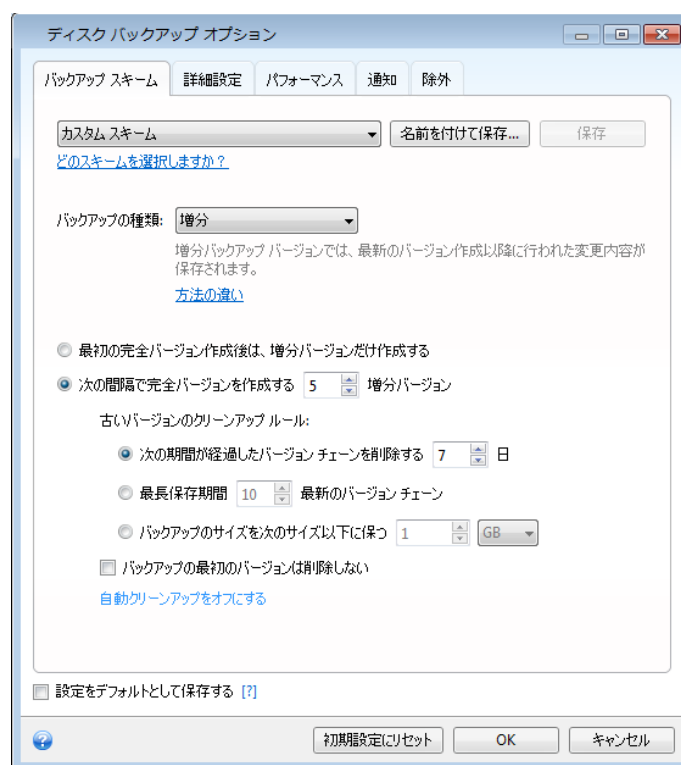 ディスク バックアップ オプション
バックアップ スキーム 詳細設定 パフォーマンス 通知 除外
カスタム スキーム 名前を付けて保存... 保存
どのスキームを選択しますか？
バックアップの種類: 増分
増分バックアップ バージョンでは、最新のバージョン作成以降に行われた変更内容が
保存されます。
方法の違い
最初の完全バージョン作成後は、増分バージョンだけ作成する
次の間隔で完全バージョンを作成する 5 増分バージョン
古いバージョンのクリーンアップ ルール:
次の期間が経過したバージョン チェーンを削除する 7 日
最長保存期間 10 最新のバージョン チェーン
バックアップのサイズを次のサイズ以下に保つ 1 GB
バックアップの最初のバージョンは削除しない
自動クリーンアップをオフにする
設定をデフォルトとして保存する [?]
? 初期設定にリセット OK キャンセル